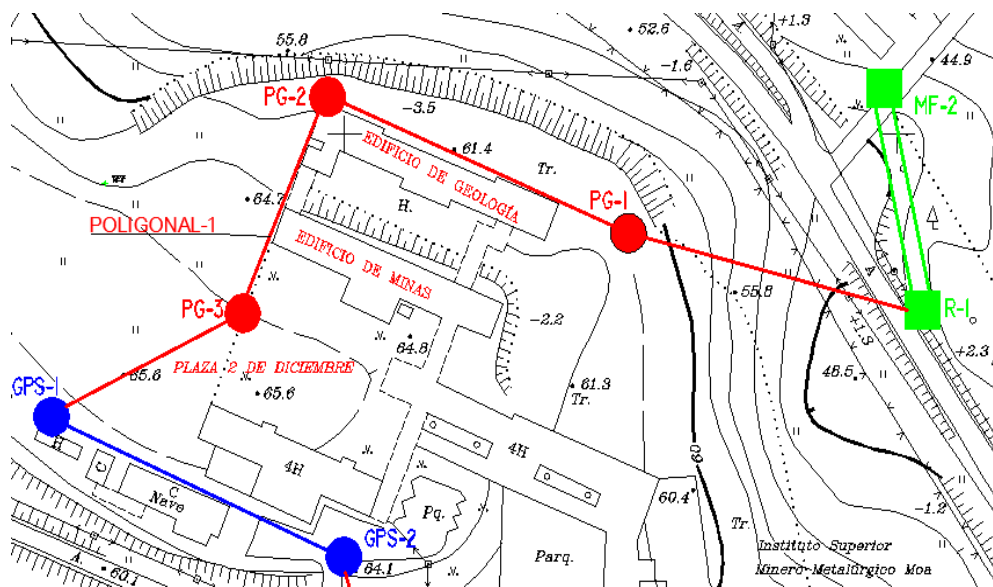 55.8
52.6
+1.3
44.9
-1.6
PG-2
-3.5
MF-2
61.4
EDIFICIO DE GEOLOGÍA
Tr.
64.7
H.
PG-1
POLIGONAL-1
EDIFICIO DE MINAS
55.8
A
PG-3
R-1
-2.2
64.8
+1.3
+2.3
65.6
PLAZA 2 DE DICIEMBRE
GPS-1
65.6
61.3
Tr.
48.5
H
4H
4H
60
C
Nave
60.4
Pq.
-1.2
GPS-2
Tr.
Parq.
Instituto Superior
Minero-Metalúrgico Moa
A.
60.1
64.1